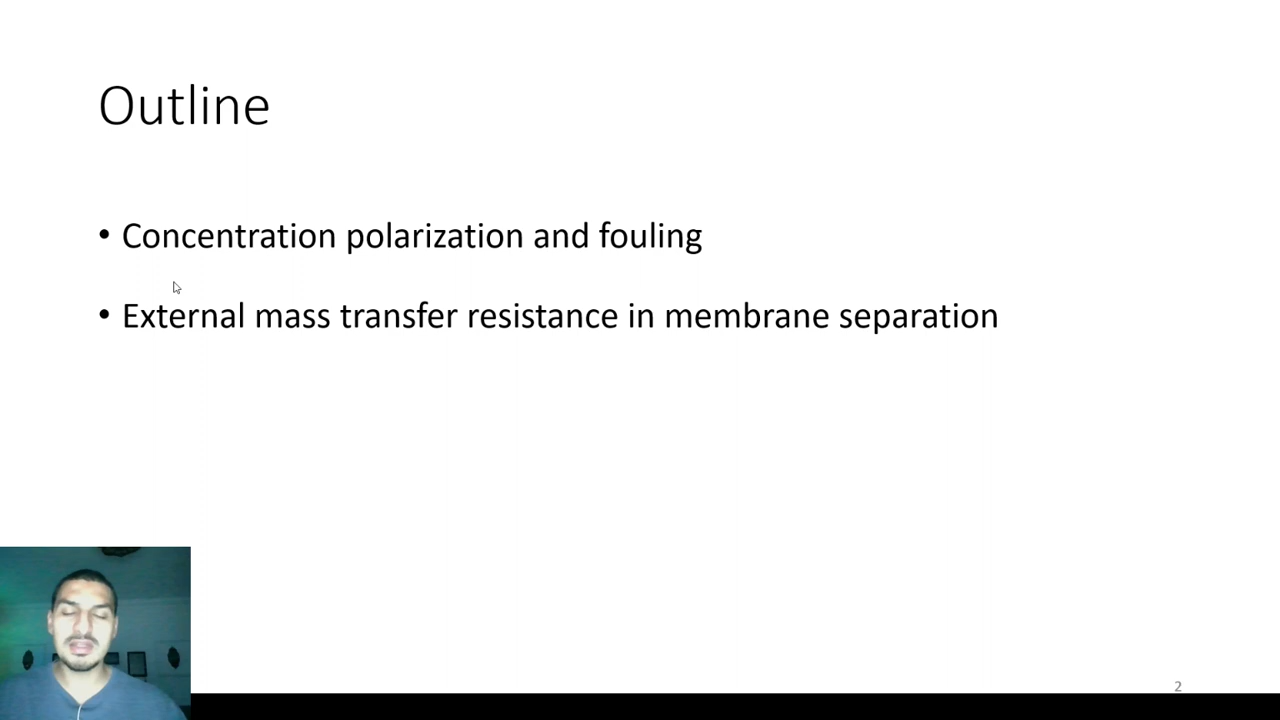 Outline
• Concentration polarization and fouling
• External mass transfer resistance in membrane separation
2